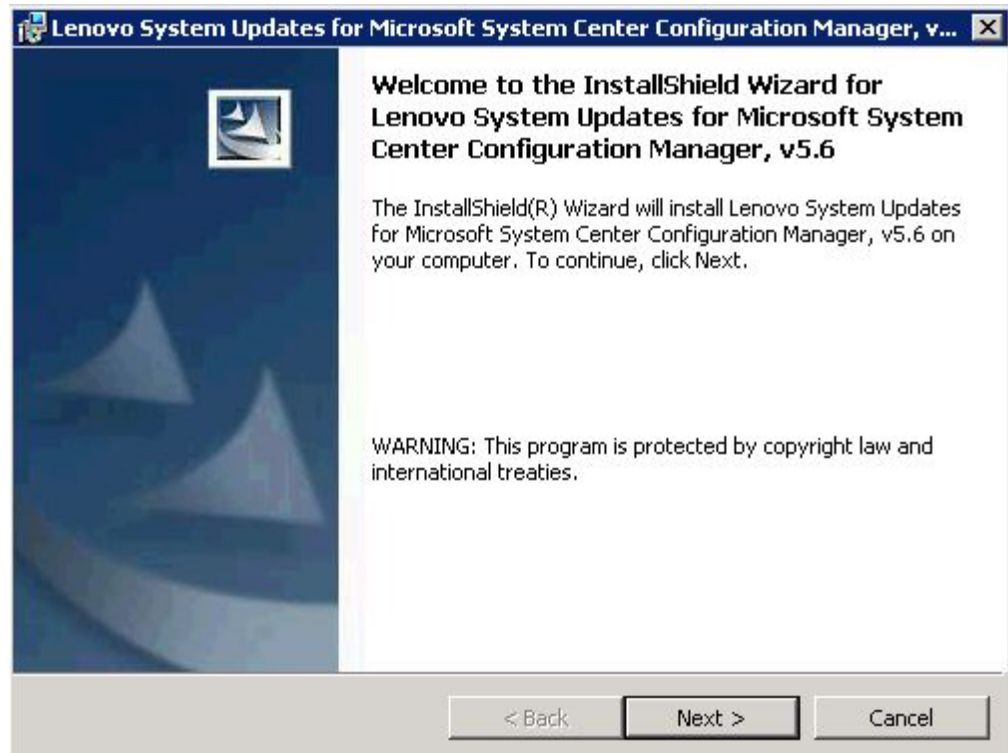 Lenovo System Updates for Microsoft System Center Configuration Manager, v...
Welcome to the InstallShield Wizard for
Lenovo System Updates for Microsoft System
Center Configuration Manager, v5.6
The InstallShield(R) Wizard will install Lenovo System Updates
for Microsoft System Center Configuration Manager, v5.6 on
your computer. To continue, click Next.
WARNING: This program is protected by copyright law and
international treaties.
< Back
Next >
Cancel